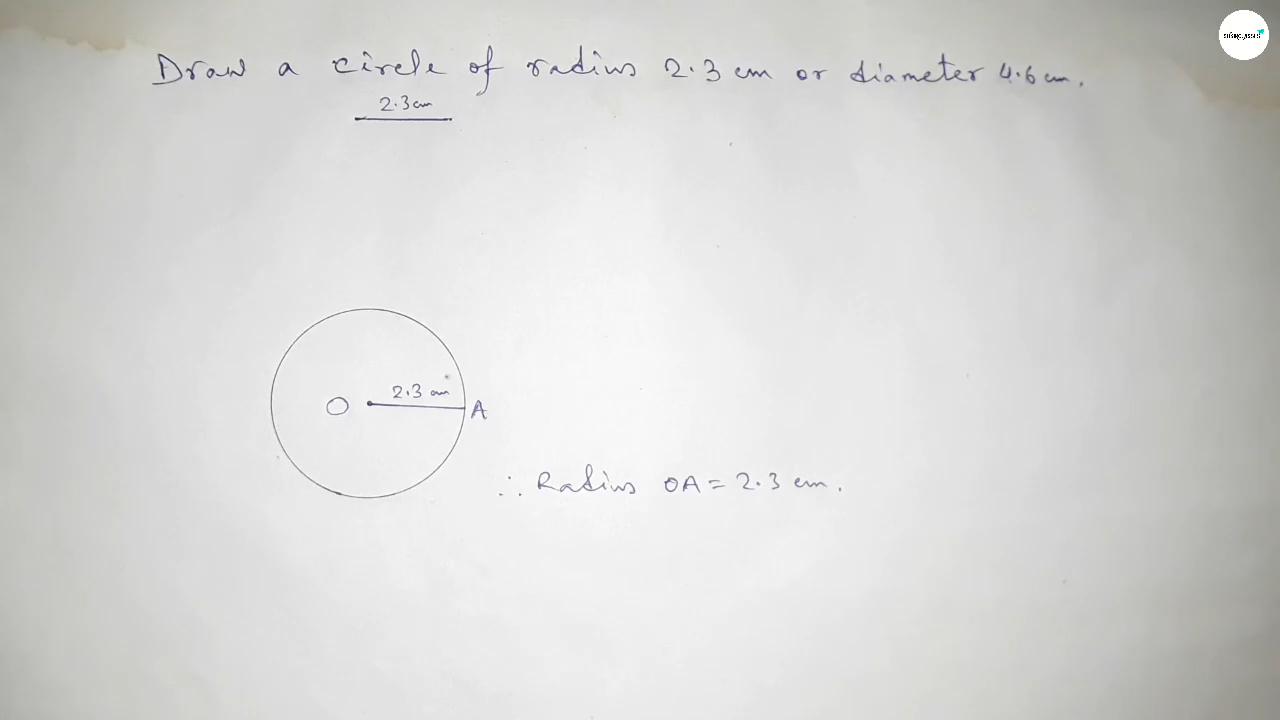 Draw a circle of radius 2.3 cm or diameter 4.6 cm.
2.3 cm
2.3 cm
O
A
∴ Radius OA = 2.3 cm.